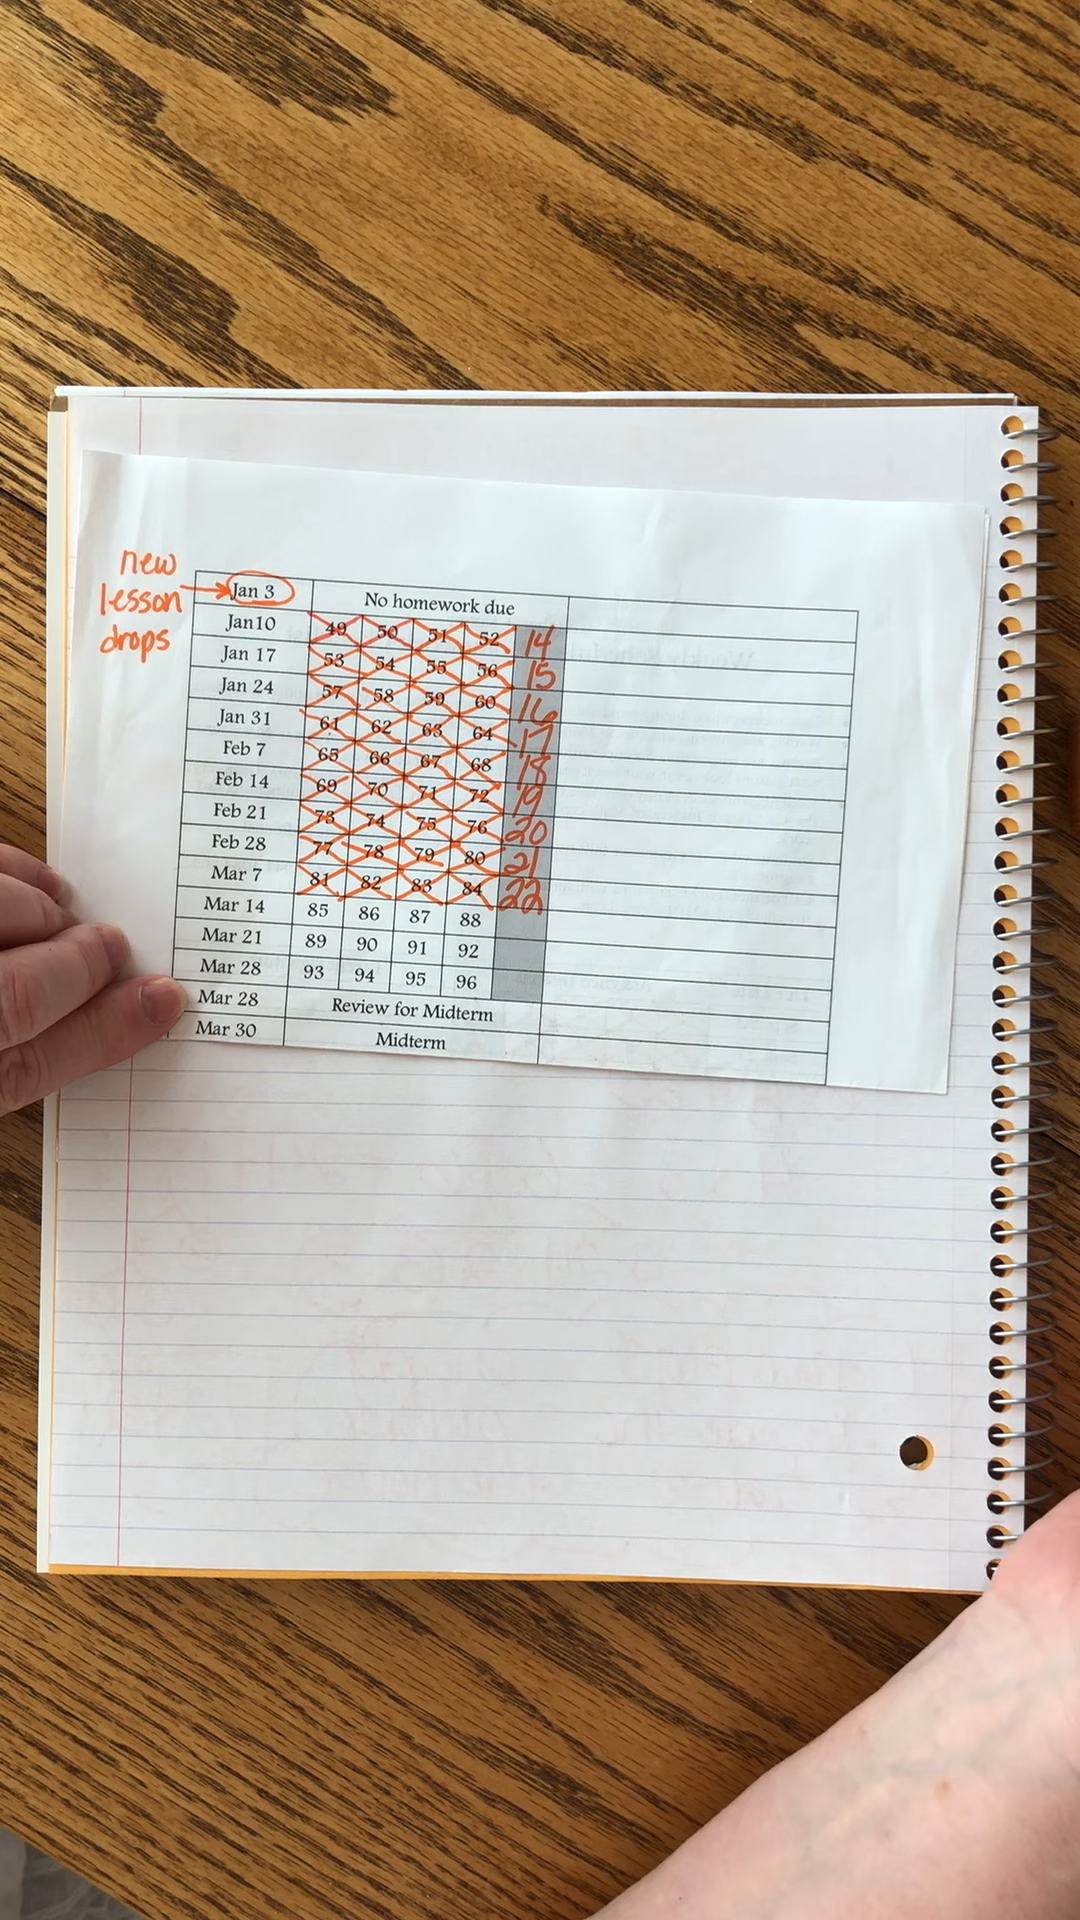 new
lesson
drops
Jan 3 No homework due
Jan10 49 50 51 52 14
Jan 17 53 54 55 56 15
Jan 24 57 58 59 60 16
Jan 31 61 62 63 64 17
Feb 7 65 66 67 68 18
Feb 14 69 70 71 72 19
Feb 21 73 74 75 76 20
Feb 28 77 78 79 80 21
Mar 7 81 82 83 84 22
Mar 14 85 86 87 88
Mar 21 89 90 91 92
Mar 28 93 94 95 96
Mar 28 Review for Midterm
Mar 30 Midterm